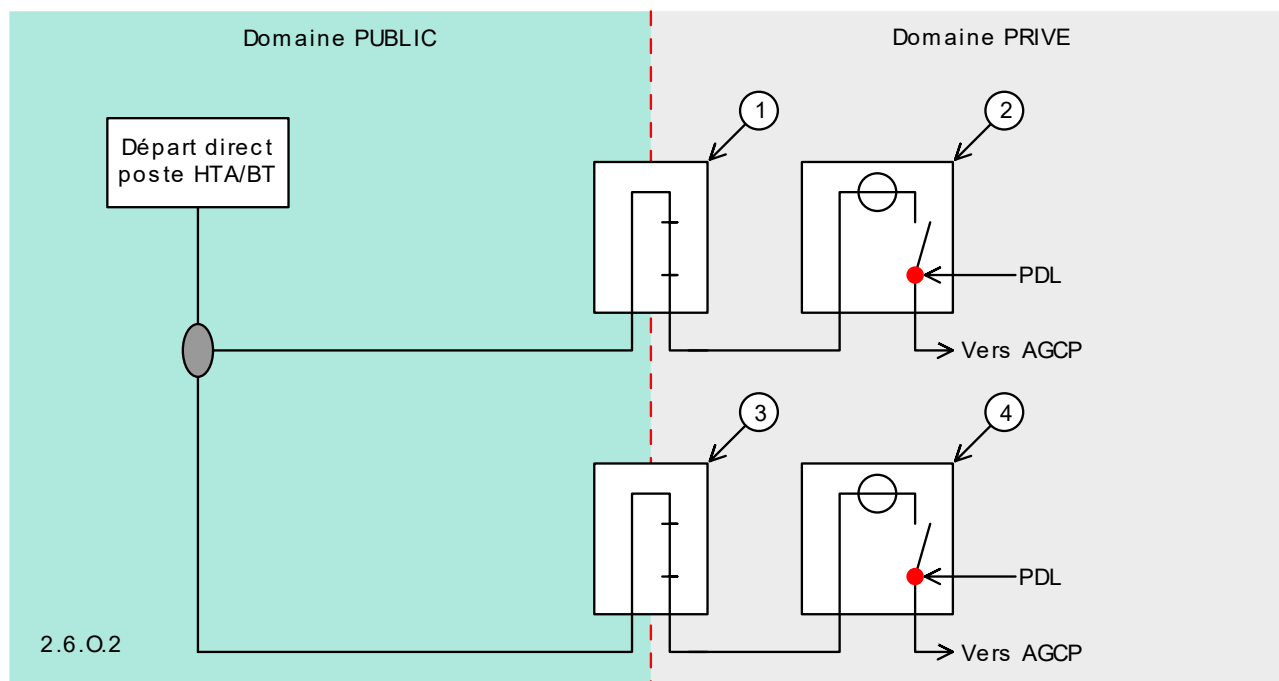 Domaine PUBLIC
Domaine PRIVE
1
2
Départ direct
poste HTA/BT
PDL
Vers AGCP
3
4
PDL
2.6.O.2
Vers AGCP